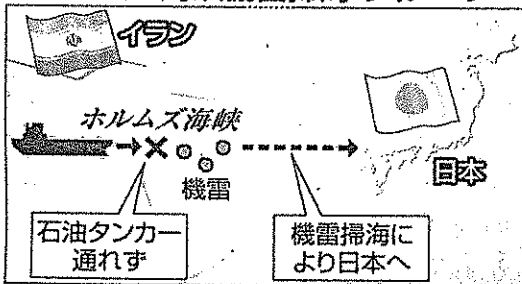 イラン
ホルムズ海峡
機雷
日本
石油タンカー
通れず
機雷掃海に
より日本へ